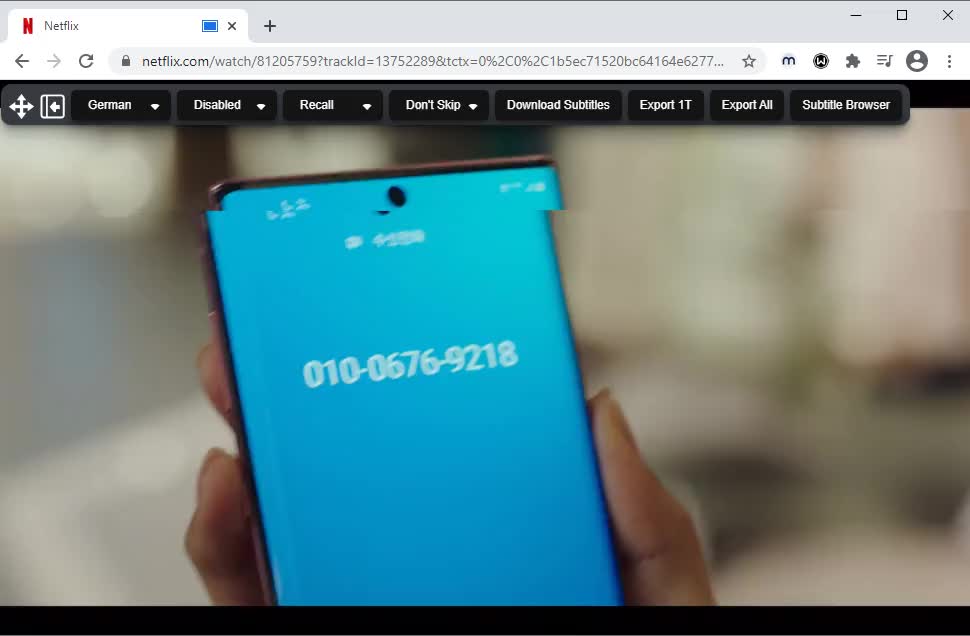 Netflix
netflix.com/watch/81205759?trackId=13752289&tctx=0%2C0%2C1b5ec71520bc64164e6277...
German Disabled Recall Don't Skip Download Subtitles Export 1T Export All Subtitle Browser
010-0676-9218